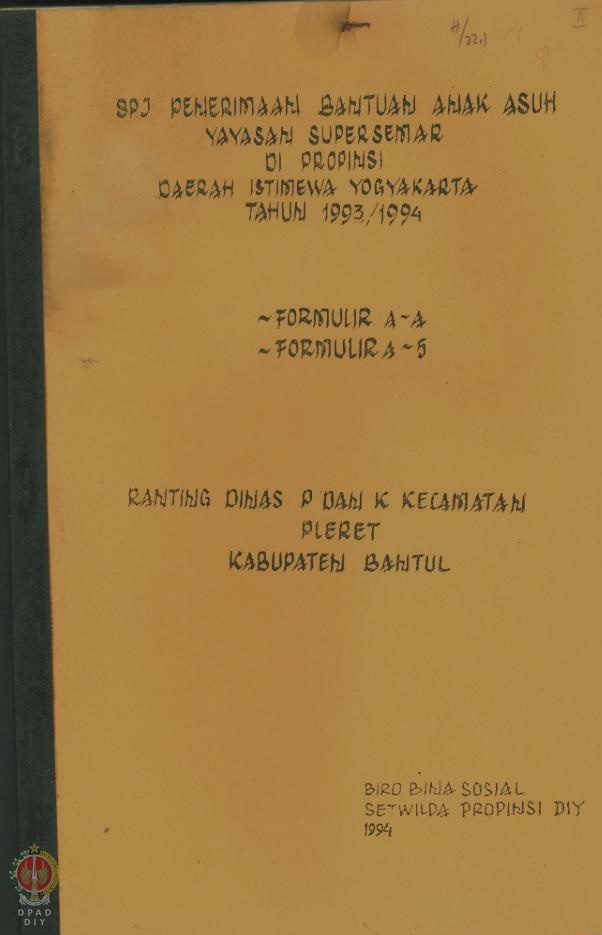 III
SPJ PENERIMAAN BANTUAN ANAK ASUH
YAYASAN SUPERSEMAR
DI PROPINSI
DAERAH ISTIMEWA YOGYAKARTA
TAHUN 1993/1994
~FORMULIR A~A
~FORMULIR A~5
RANTING DINAS P DAN K KECAMATAN
PLERET
KABUPATEN BANTUL
BIRO BINA SOSIAL
SETWILDA PROPINSI DIY
1994
DPAD
DIY